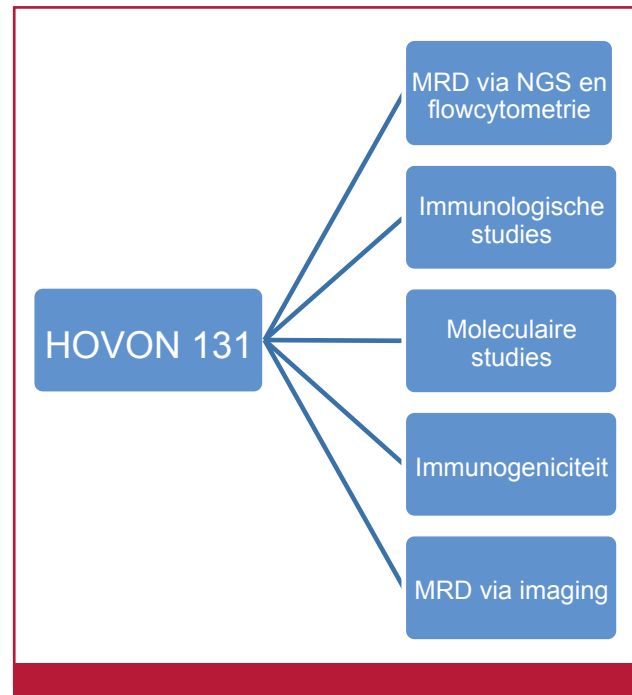 MRD via NGS en
flowcytometrie
Immunologische
studies
HOVON 131
Moleculaire
studies
Immunogeniciteit
MRD via imaging